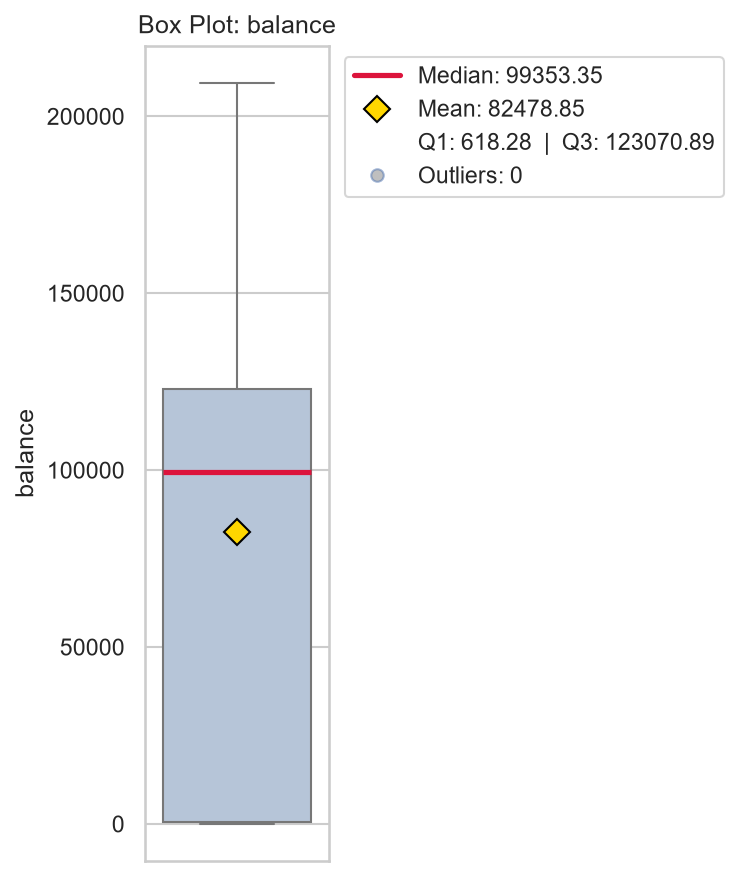 Box Plot: balance
Median: 99353.35
Mean: 82478.85
Q1: 618.28 | Q3: 123070.89
Outliers: 0
200000
150000
100000
50000
0
balance